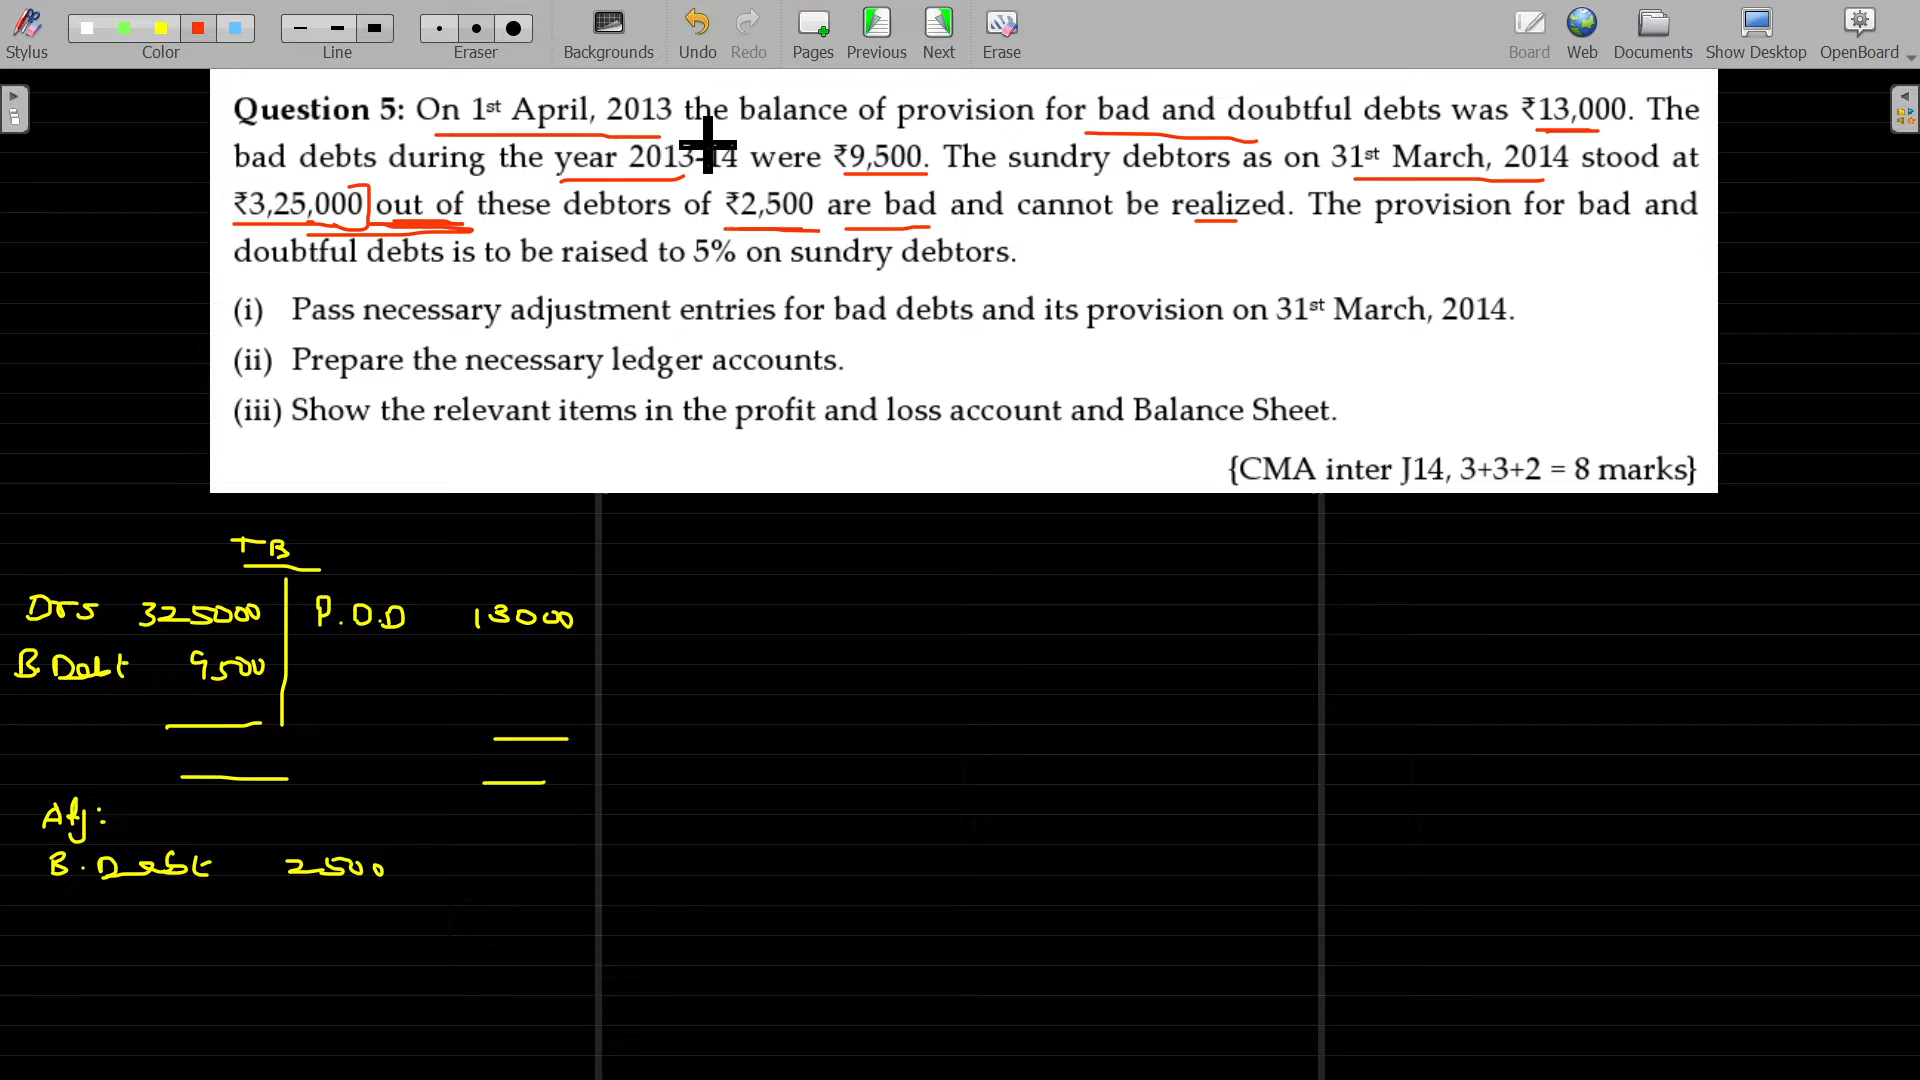 Stylus
Color
Line
Eraser
Backgrounds
Undo
Redo
Pages
Previous
Next
Erase
Board
Web
Documents
Show Desktop
OpenBoard
Question 5: On 1st April, 2013 the balance of provision for bad and doubtful debts was ₹13,000. The
bad debts during the year 2013-14 were ₹9,500. The sundry debtors as on 31st March, 2014 stood at
₹3,25,000 out of these debtors of ₹2,500 are bad and cannot be realized. The provision for bad and
doubtful debts is to be raised to 5% on sundry debtors.
(i) Pass necessary adjustment entries for bad debts and its provision on 31st March, 2014.
(ii) Prepare the necessary ledger accounts.
(iii) Show the relevant items in the profit and loss account and Balance Sheet.
{CMA inter J14, 3+3+2 = 8 marks}
TB
Drs 325000 P.D.D 13000
B Debt 9500
Adj:
B. Debt 2500